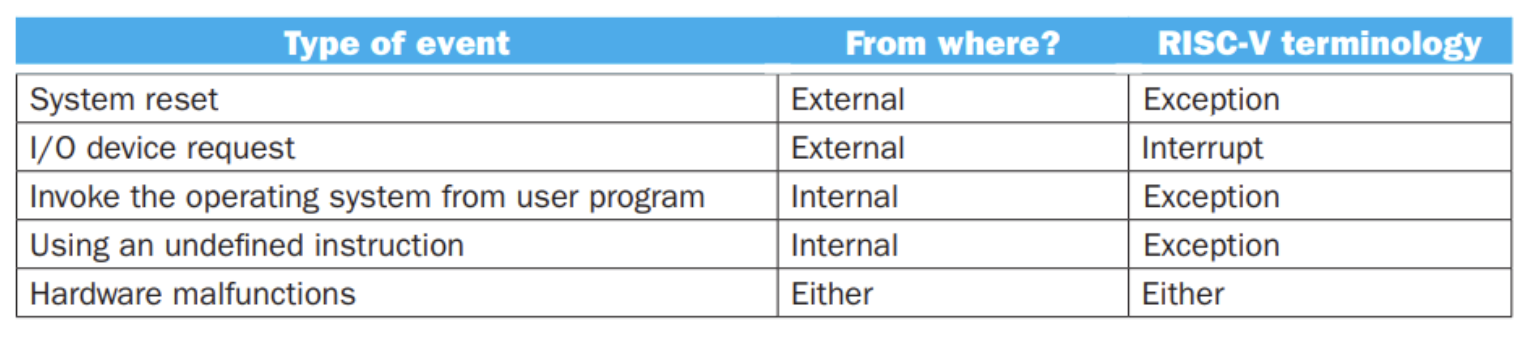 Type of event From where? RISC-V terminology
System reset External Exception
I/O device request External Interrupt
Invoke the operating system from user program Internal Exception
Using an undefined instruction Internal Exception
Hardware malfunctions Either Either